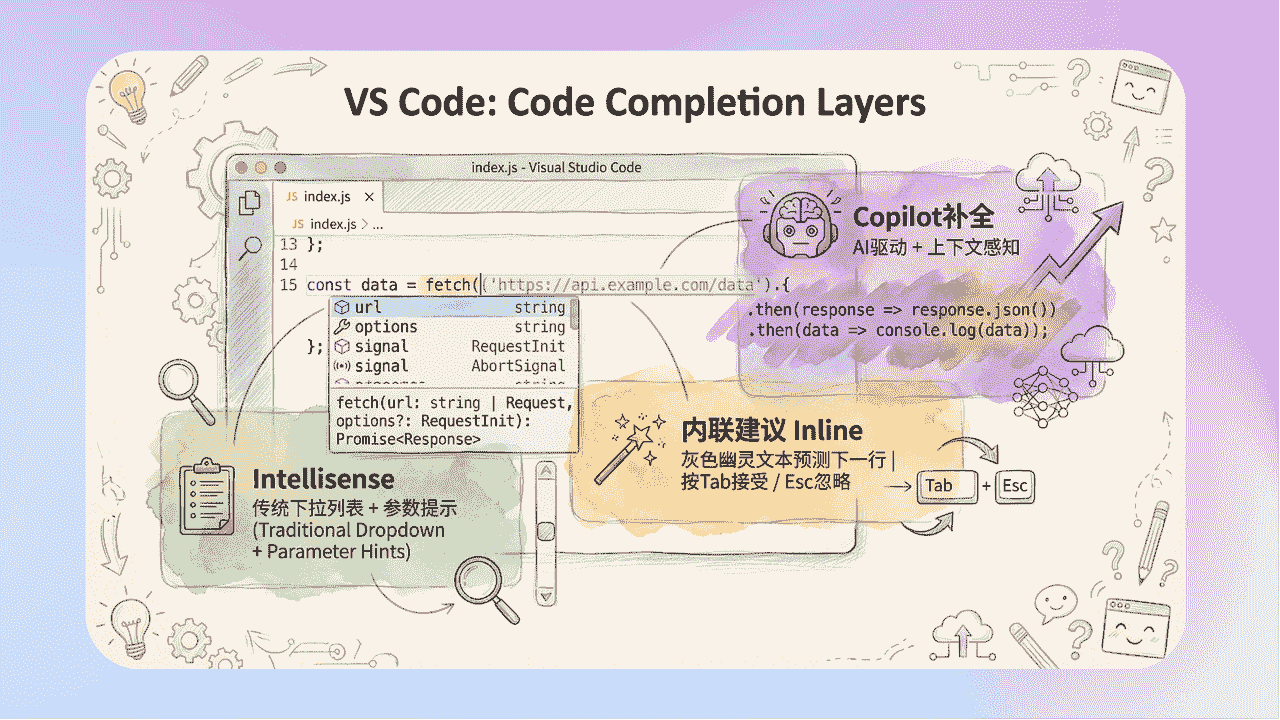 VS Code: Code Completion Layers
index.js - Visual Studio Code
JS index.js ×
JS index.js > ...
13 };
14
15 const data = fetch(('https://api.example.com/data').{
url string
options string
signal RequestInit
signal AbortSignal
string
};
fetch(url: string | Request,
options?: RequestInit):
Promise<Response>
Copilot补全
AI驱动 + 上下文感知
.then(response => response.json())
.then(data => console.log(data));
内联建议 Inline
灰色幽灵文本预测下一行 |
按Tab接受 / Esc忽略
Tab + Esc
Intellisense
传统下拉列表 + 参数提示
(Traditional Dropdown
+ Parameter Hints)